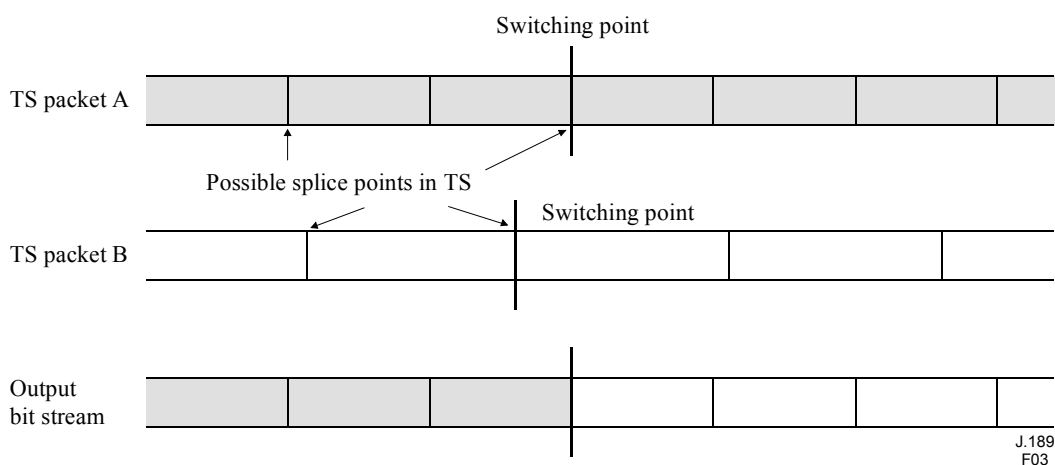 Switching point
TS packet A
Possible splice points in TS
Switching point
TS packet B
Output
bit stream
J.189
F03